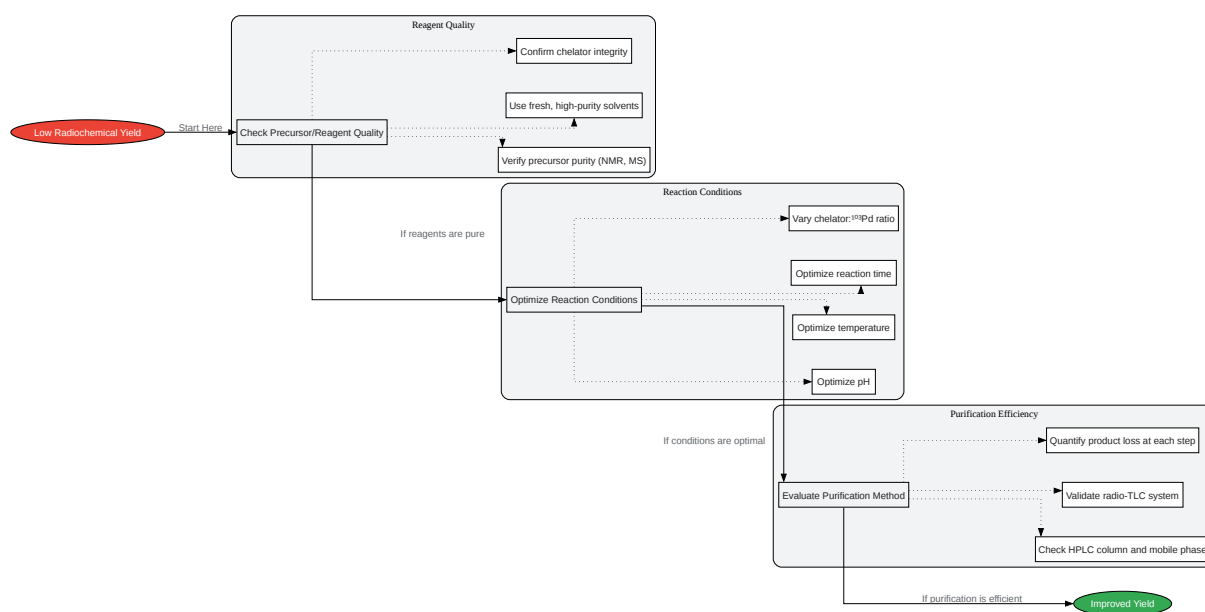 Reagent Quality
Confirm chelator integrity
Use fresh, high-purity solvents
Low Radiochemical Yield
Start Here
Check Precursor/Reagent Quality
Verify precursor purity (NMR, MS)
Reaction Conditions
Vary chelator:¹⁰³Pd ratio
If reagents are pure
Optimize reaction time
Optimize Reaction Conditions
Optimize temperature
Optimize pH
Purification Efficiency
If conditions are optimal
Quantify product loss at each step
Evaluate Purification Method
Validate radio-TLC system
Check HPLC column and mobile phase
If purification is efficient
Improved Yield